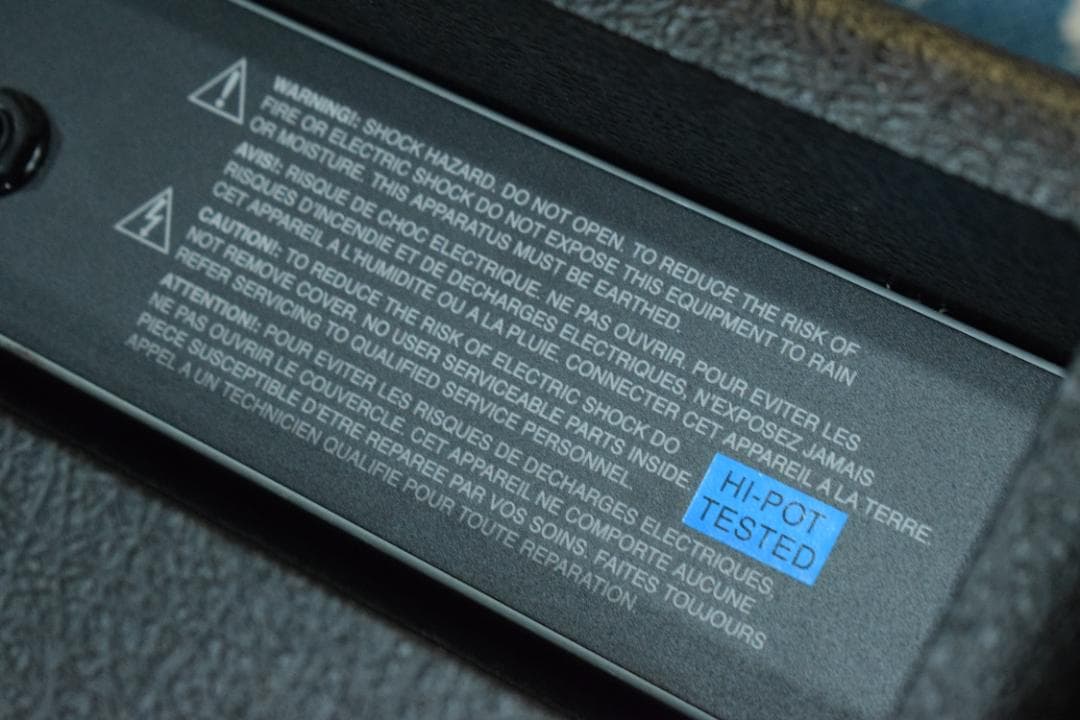 WARNING!: SHOCK HAZARD. DO NOT OPEN. TO REDUCE THE RISK OF
FIRE OR ELECTRIC SHOCK DO NOT EXPOSE THIS EQUIPMENT TO RAIN
OR MOISTURE. THIS APPARATUS MUST BE EARTHED.
AVIS!: RISQUE DE CHOC ELECTRIQUE. NE PAS OUVRIR. POUR EVITER LES
RISQUES D'INCENDIE ET DE DECHARGES ELECTRIQUES, N'EXPOSEZ JAMAIS
CET APPAREIL A L'HUMIDITE OU A LA PLUIE. CONNECTER CET APPAREIL A LA TERRE.
CAUTION!: TO REDUCE THE RISK OF ELECTRIC SHOCK DO
NOT REMOVE COVER. NO USER SERVICEABLE PARTS INSIDE
REFER SERVICING TO QUALIFIED SERVICE PERSONNEL.
ATTENTION!: POUR EVITER LES RISQUES DE DECHARGES ELECTRIQUES,
NE PAS OUVRIR LE COUVERCLE. CET APPAREIL NE COMPORTE AUCUNE
PIECE SUSCEPTIBLE D'ETRE REPAREE PAR VOS SOINS. FAITES TOUJOURS
APPEL A UN TECHNICIEN QUALIFIE POUR TOUTE REPARATION.
HI-POT
TESTED